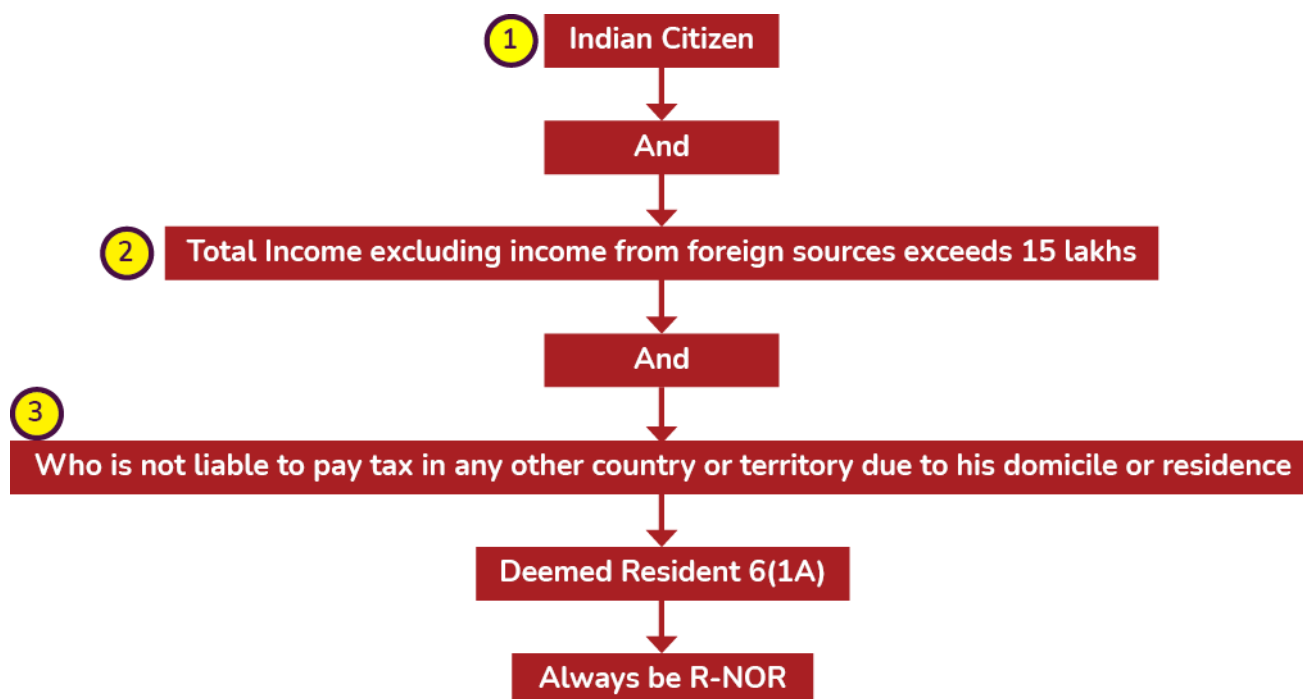 1
Indian Citizen
And
2
Total Income excluding income from foreign sources exceeds 15 lakhs
And
3
Who is not liable to pay tax in any other country or territory due to his domicile or residence
Deemed Resident 6(1A)
Always be R-NOR